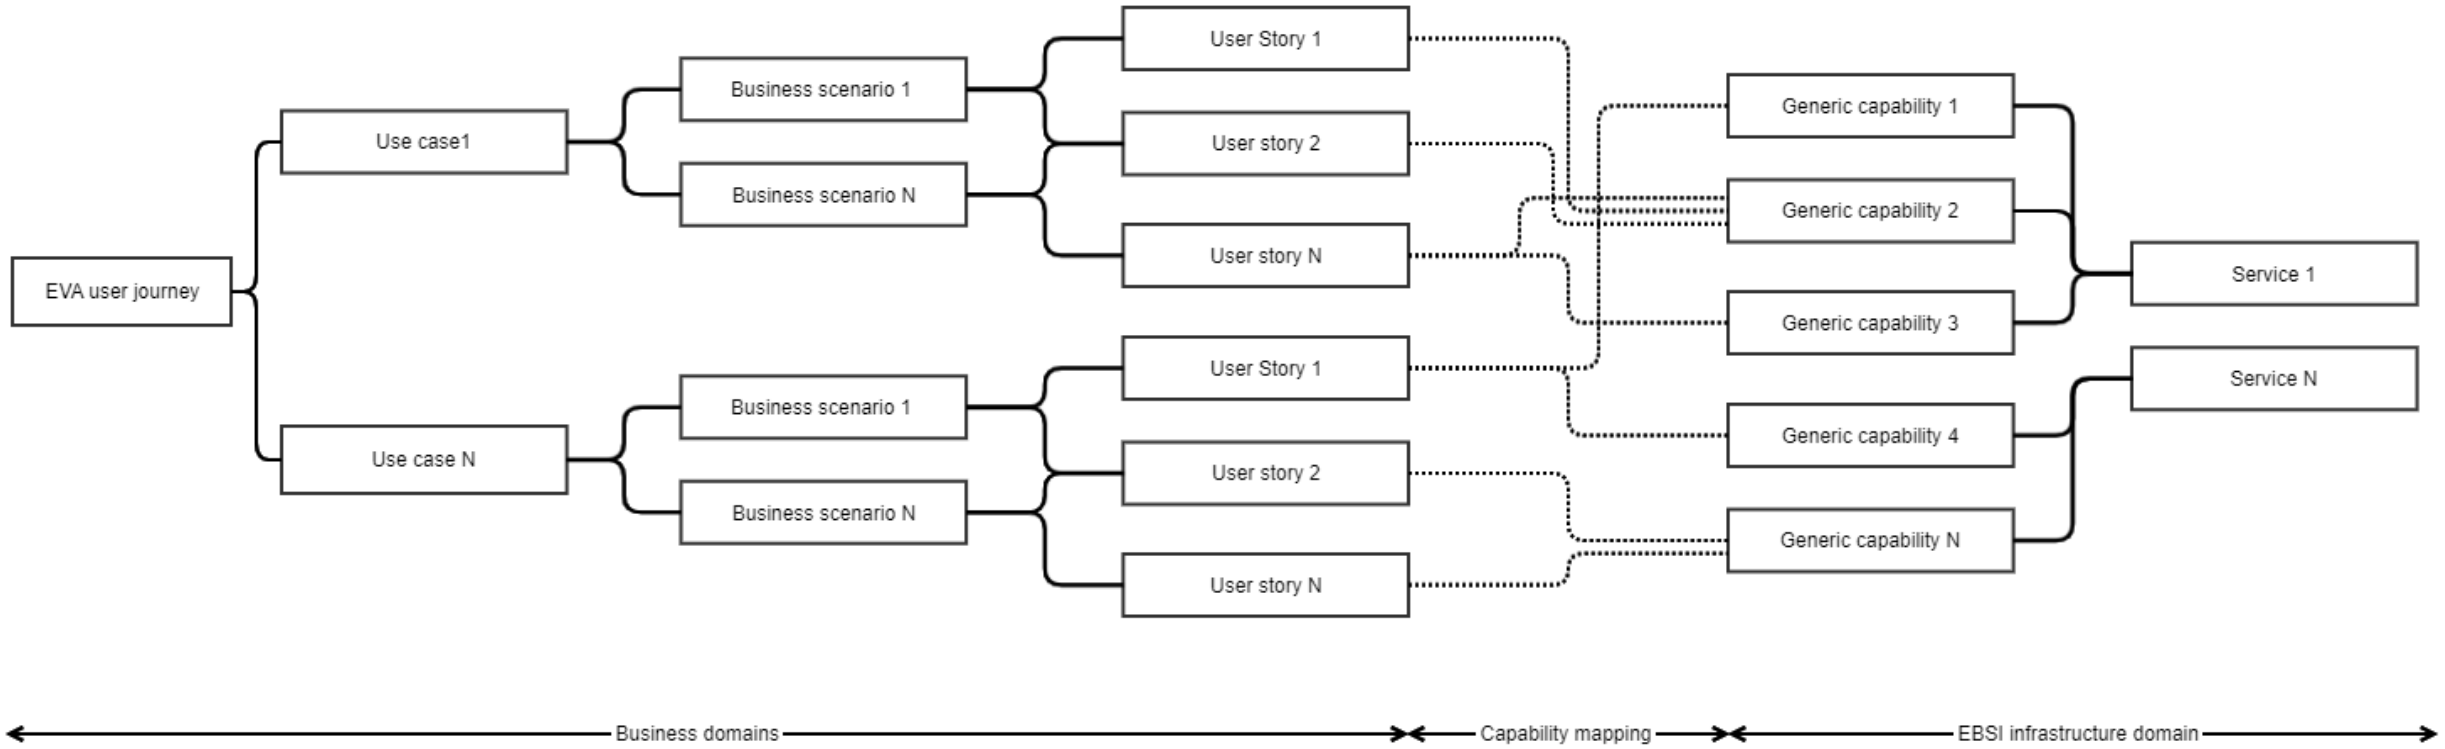 EVA user journey
Use case1
Use case N
Business scenario 1
Business scenario N
Business scenario 1
Business scenario N
User Story 1
User story 2
User story N
User Story 1
User story 2
User story N
Generic capability 1
Generic capability 2
Generic capability 3
Generic capability 4
Generic capability N
Service 1
Service N
Business domains
Capability mapping
EBSI infrastructure domain